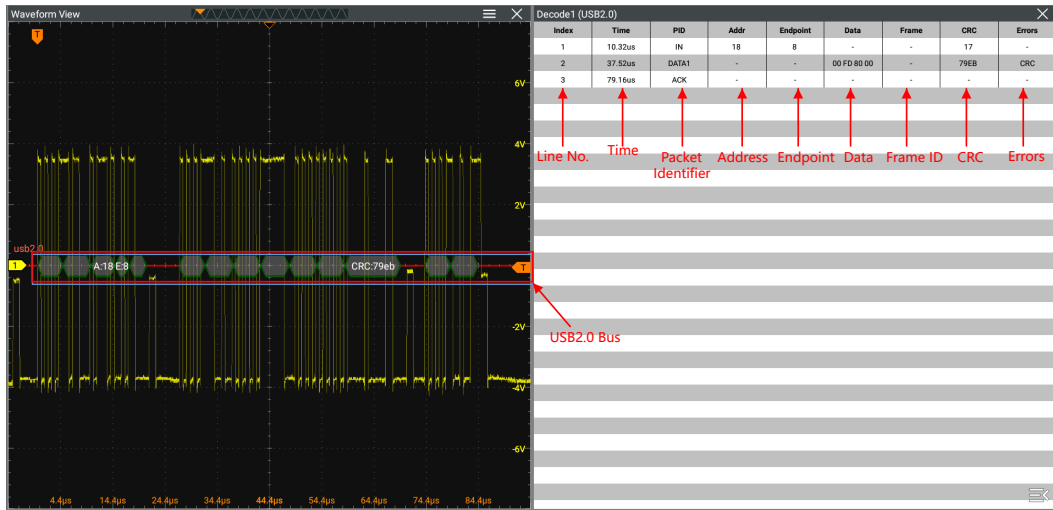 Waveform View
T
6V
4V
2V
usb2.0
1
A:18 E:8
CRC:79eb
T
-2V
-4V
-6V
4.4μs 14.4μs 24.4μs 34.4μs 44.4μs 54.4μs 64.4μs 74.4μs 84.4μs
Decode1 (USB2.0)
Index Time PID Addr Endpoint Data Frame CRC Errors
1 10.32us IN 18 8 - - 17 -
2 37.52us DATA1 - - 00 FD 80 00 - 79EB CRC
3 79.16us ACK - - - - - -
Line No. Time Packet Identifier Address Endpoint Data Frame ID CRC Errors
USB2.0 Bus